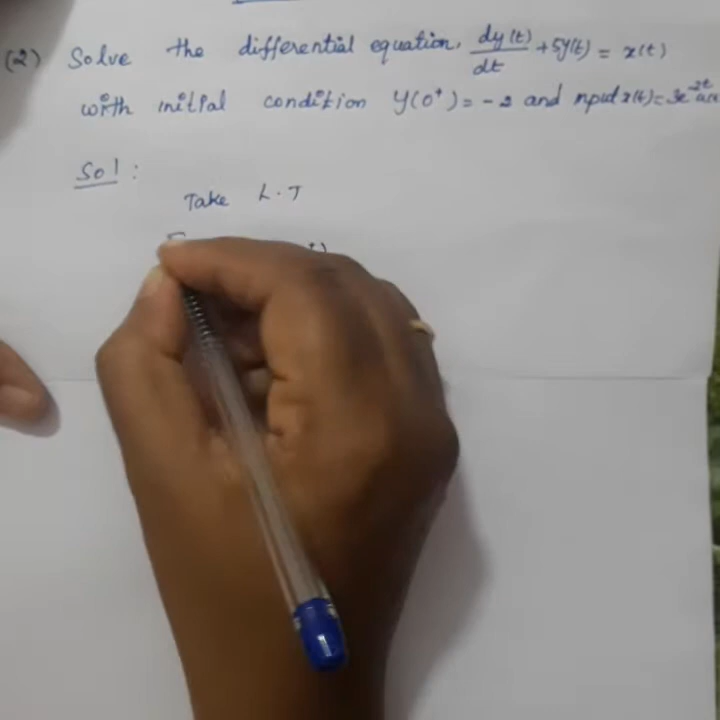 (2) Solve the differential equation, dy(t)/dt + 5y(t) = x(t)
with initial condition y(0⁺) = -2 and input x(t) = 3e^-2t
Sol:
Take L.T